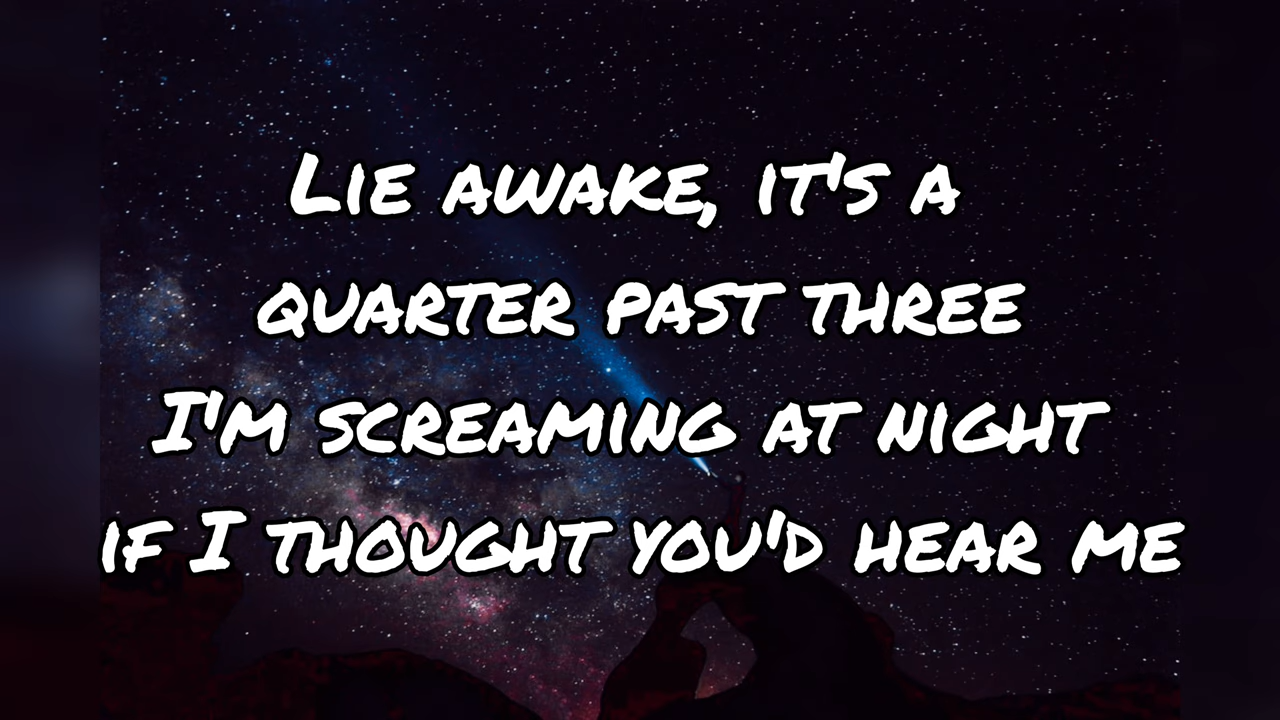 Lie awake, it's a
quarter past three
I'm screaming at night
if I thought you'd hear me